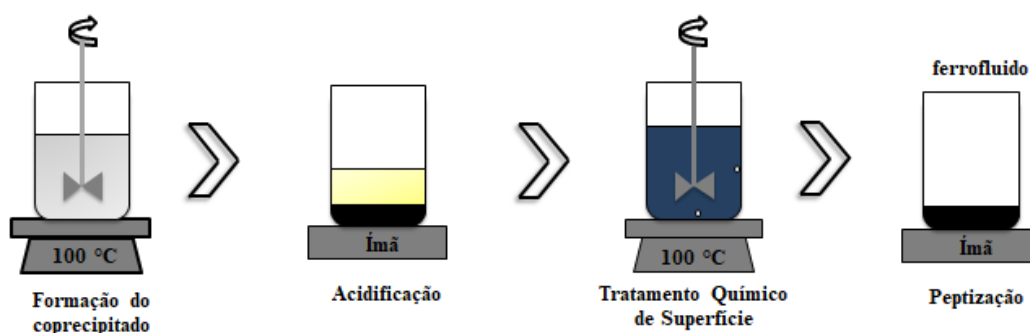 ferrofluido
100 °C
Ímã
100 °C
Ímã
Formação do
coprecipitado
Acidificação
Tratamento Químico
de Superfície
Peptização